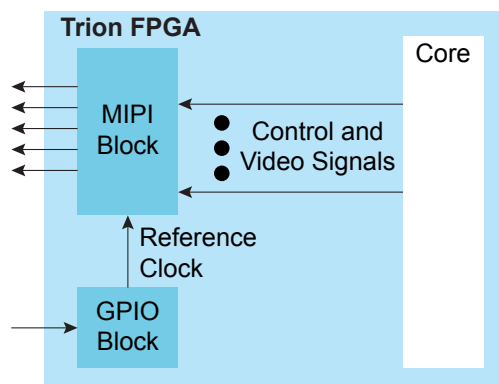 Trion FPGA
Core
MIPI
Block
Control and
Video Signals
Reference
Clock
GPIO
Block